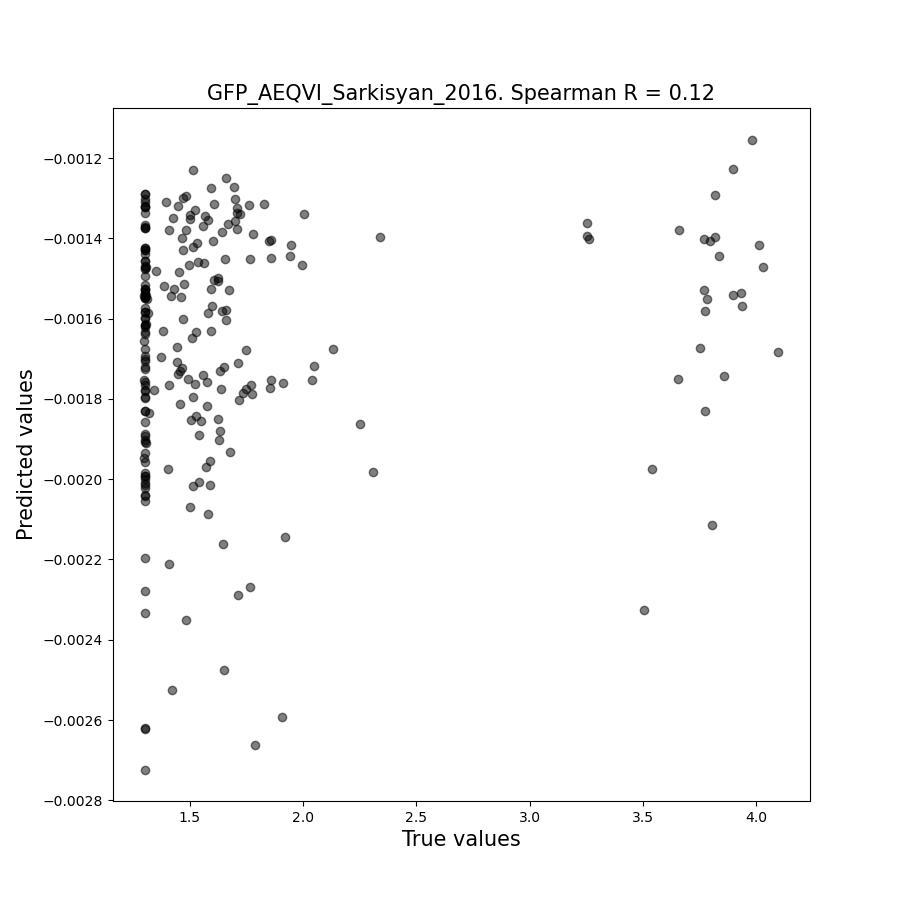 GFP_AEQVI_Sarkisyan_2016. Spearman R = 0.12
−0.0012
−0.0014
−0.0016
−0.0018
−0.0020
−0.0022
−0.0024
−0.0026
−0.0028
Predicted values
1.5 2.0 2.5 3.0 3.5 4.0
True values